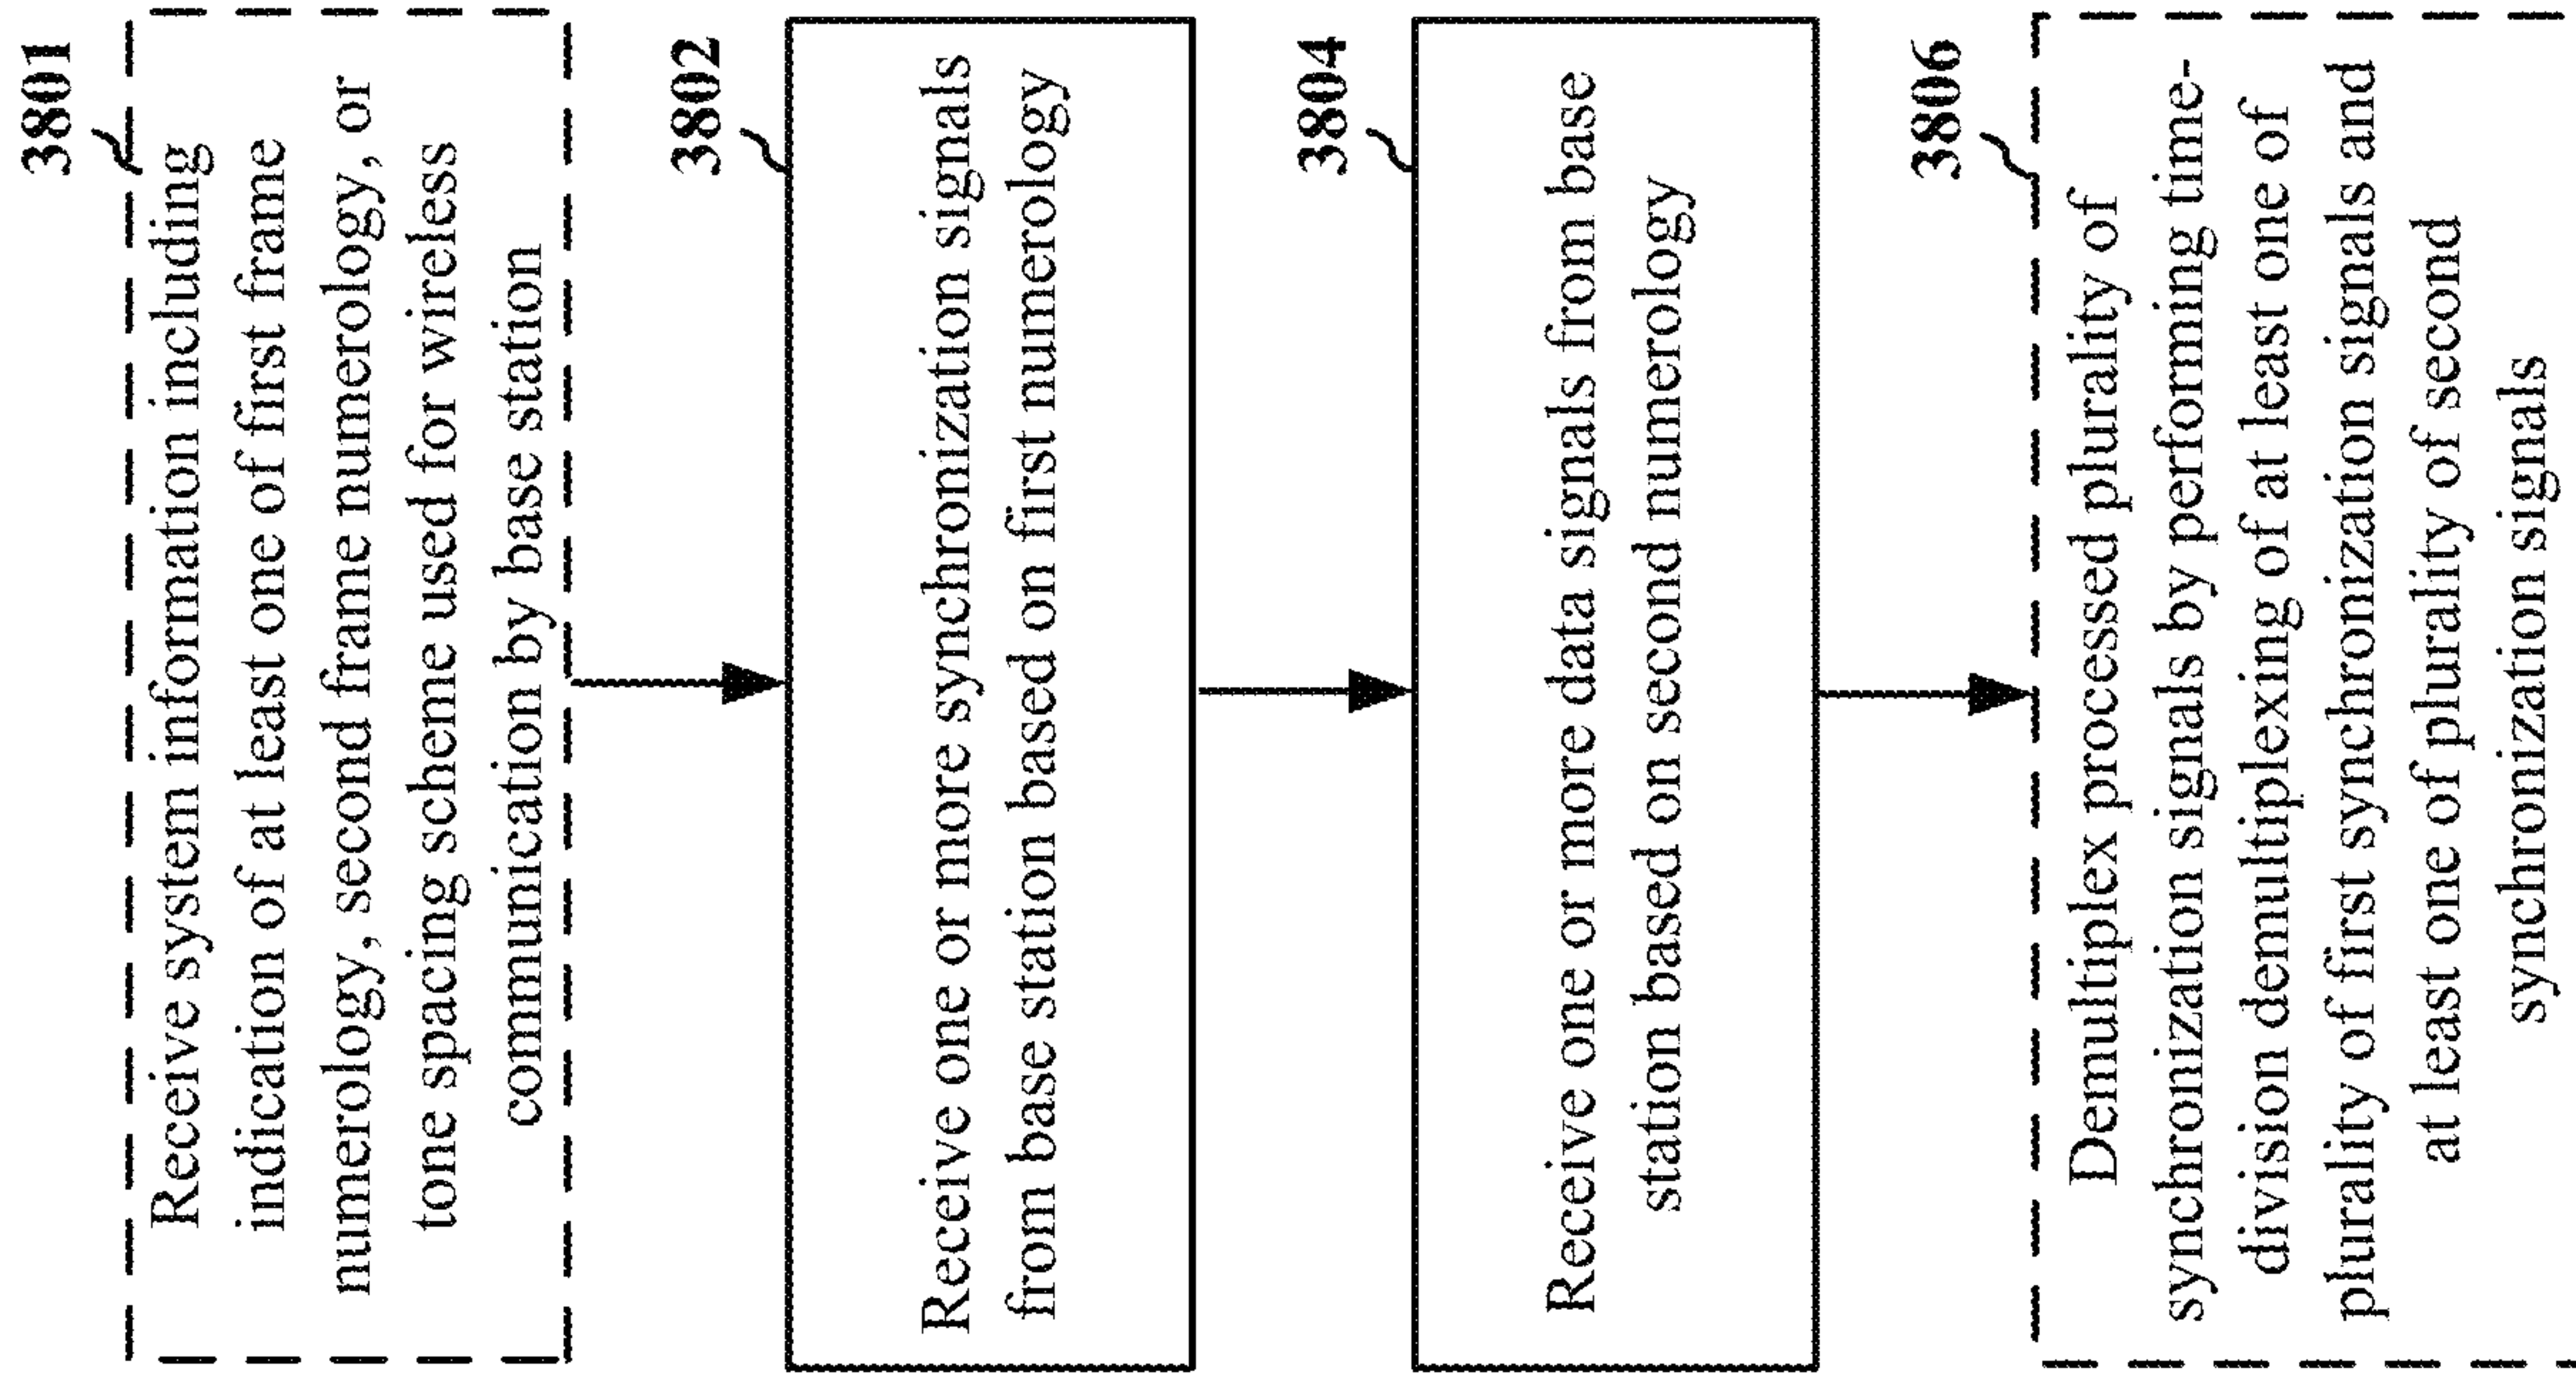 3801
Receive system information including
indication of at least one of first frame
numerology, second frame numerology, or
tone spacing scheme used for wireless
communication by base station
3802
Receive one or more synchronization signals
from base station based on first numerology
3804
Receive one or more data signals from base
station based on second numerology
3806
Demultiplex processed plurality of
synchronization signals by performing time-
division demultiplexing of at least one of
plurality of first synchronization signals and
at least one of plurality of second
synchronization signals